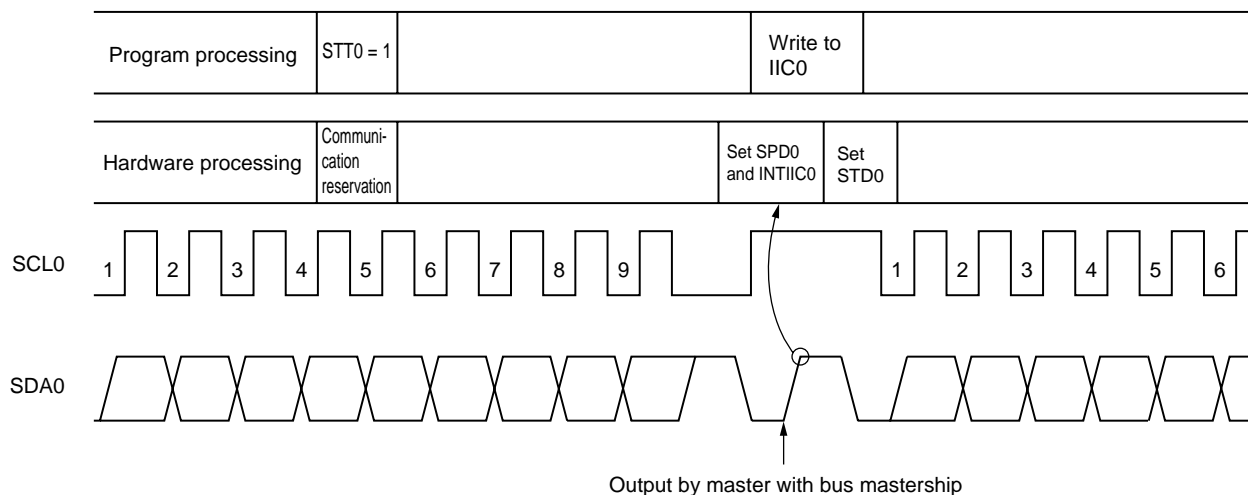 Program processing
STT0 = 1
Write to
IIC0
Hardware processing
Communi-
cation
reservation
Set SPD0
and INTIIC0
Set
STD0
SCL0
1 2 3 4 5 6 7 8 9 1 2 3 4 5 6
SDA0
Output by master with bus mastership